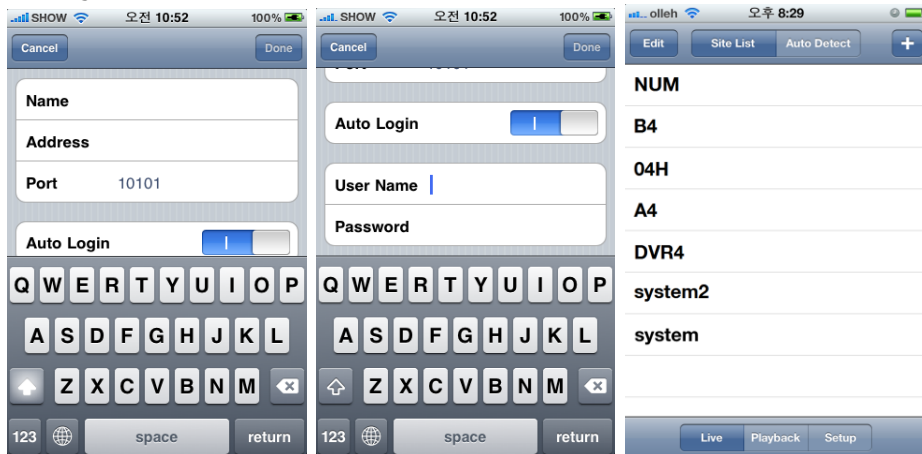 SHOW 오전 10:52 100%
Cancel Done
Name
Address
Port 10101
Auto Login
Q W E R T Y U I O P
A S D F G H J K L
Z X C V B N M
123 space return
SHOW 오전 10:52 100%
Cancel Done
Auto Login
User Name
Password
Q W E R T Y U I O P
A S D F G H J K L
Z X C V B N M
123 space return
olleh 오후 8:29
Edit Site List Auto Detect +
NUM
B4
04H
A4
DVR4
system2
system
Live Playback Setup